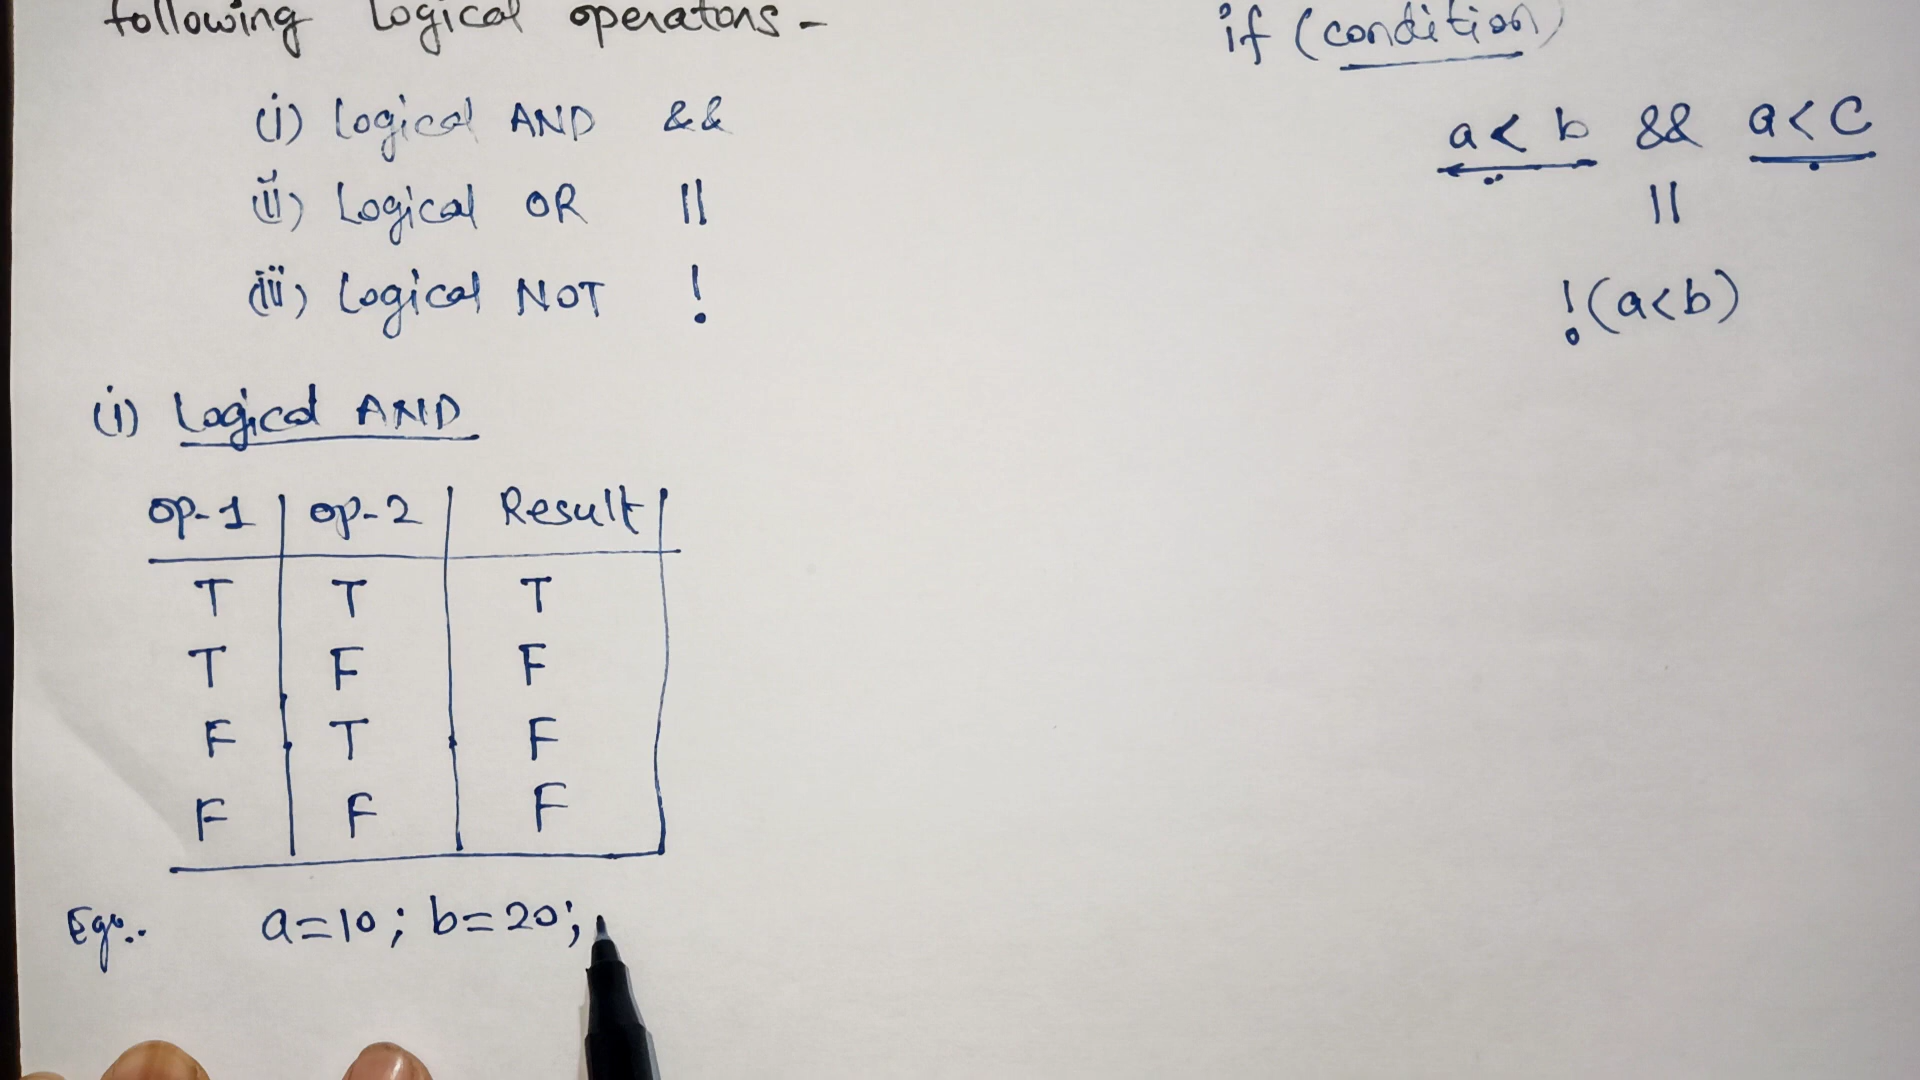 following Logical operators -
(i) Logical AND &&
(ii) Logical OR ||
(iii) Logical NOT !
(i) Logical AND
op-1 op-2 Result
T T T
T F F
F T F
F F F
Eg:- a=10; b=20;
if (condition)
a< b && a<C
||
!(a<b)